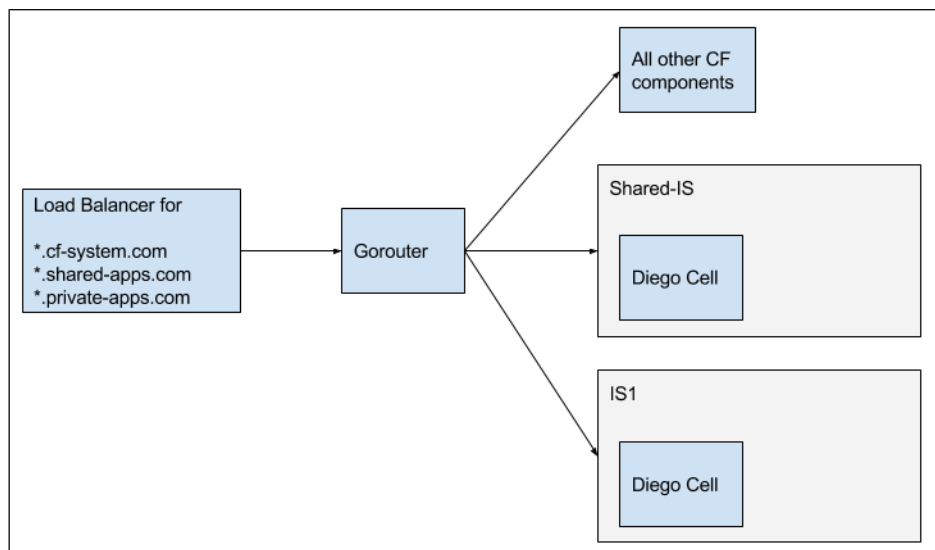 Load Balancer for
*.cf-system.com
*.shared-apps.com
*.private-apps.com
Gorouter
All other CF
components
Shared-IS
Diego Cell
IS1
Diego Cell